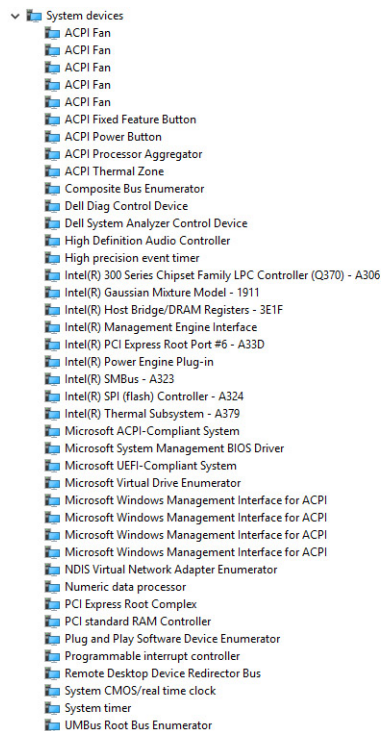 System devices
ACPI Fan
ACPI Fan
ACPI Fan
ACPI Fan
ACPI Fan
ACPI Fixed Feature Button
ACPI Power Button
ACPI Processor Aggregator
ACPI Thermal Zone
Composite Bus Enumerator
Dell Diag Control Device
Dell System Analyzer Control Device
High Definition Audio Controller
High precision event timer
Intel(R) 300 Series Chipset Family LPC Controller (Q370) - A306
Intel(R) Gaussian Mixture Model - 1911
Intel(R) Host Bridge/DRAM Registers - 3E1F
Intel(R) Management Engine Interface
Intel(R) PCI Express Root Port #6 - A33D
Intel(R) Power Engine Plug-in
Intel(R) SMBus - A323
Intel(R) SPI (flash) Controller - A324
Intel(R) Thermal Subsystem - A379
Microsoft ACPI-Compliant System
Microsoft System Management BIOS Driver
Microsoft UEFI-Compliant System
Microsoft Virtual Drive Enumerator
Microsoft Windows Management Interface for ACPI
Microsoft Windows Management Interface for ACPI
Microsoft Windows Management Interface for ACPI
Microsoft Windows Management Interface for ACPI
NDIS Virtual Network Adapter Enumerator
Numeric data processor
PCI Express Root Complex
PCI standard RAM Controller
Plug and Play Software Device Enumerator
Programmable interrupt controller
Remote Desktop Device Redirector Bus
System CMOS/real time clock
System timer
UMBus Root Bus Enumerator